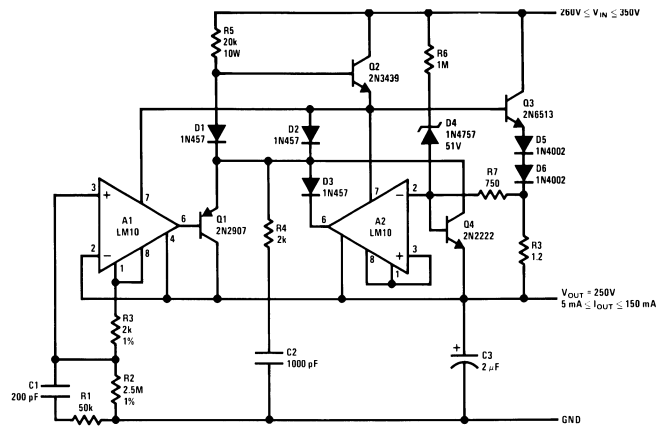 260V ≤ VIN ≤ 350V
R5
20k
10W
Q2
2N3439
R6
1M
Q3
2N6513
D1
1N457
D2
1N457
D4
1N4757
51V
D5
1N4002
D6
1N4002
D3
1N457
R7
750
3
+
7
A1
LM10
6
4
2
−
1
8
Q1
2N2907
R4
2k
7
−
2
6
A2
LM10
8
+
3
1
Q4
2N2222
R3
1.2
VOUT = 250V
5 mA ≤ IOUT ≤ 150 mA
R3
2k
1%
C1
200 pF
R1
50k
R2
2.5M
1%
C2
1000 pF
+
C3
2 μF
GND